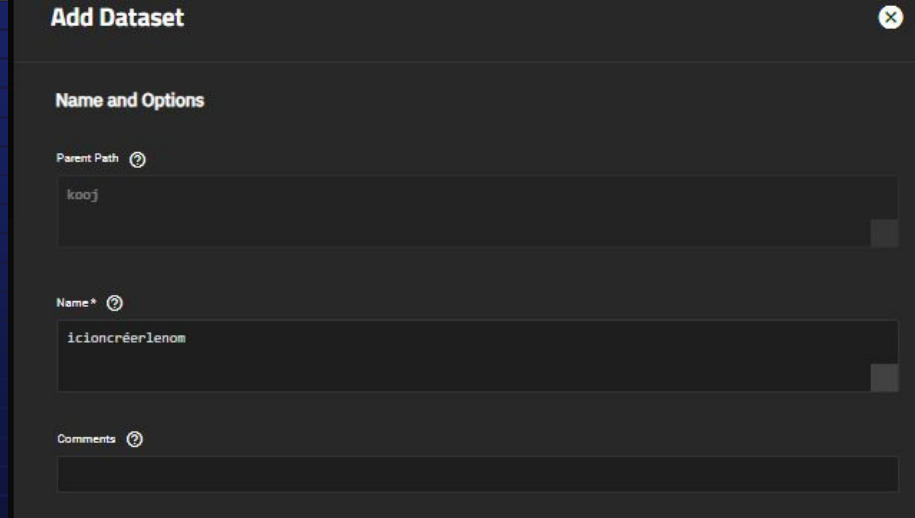 Add Dataset
Name and Options
Parent Path
kooj
Name*
icioncréerlenom
Comments